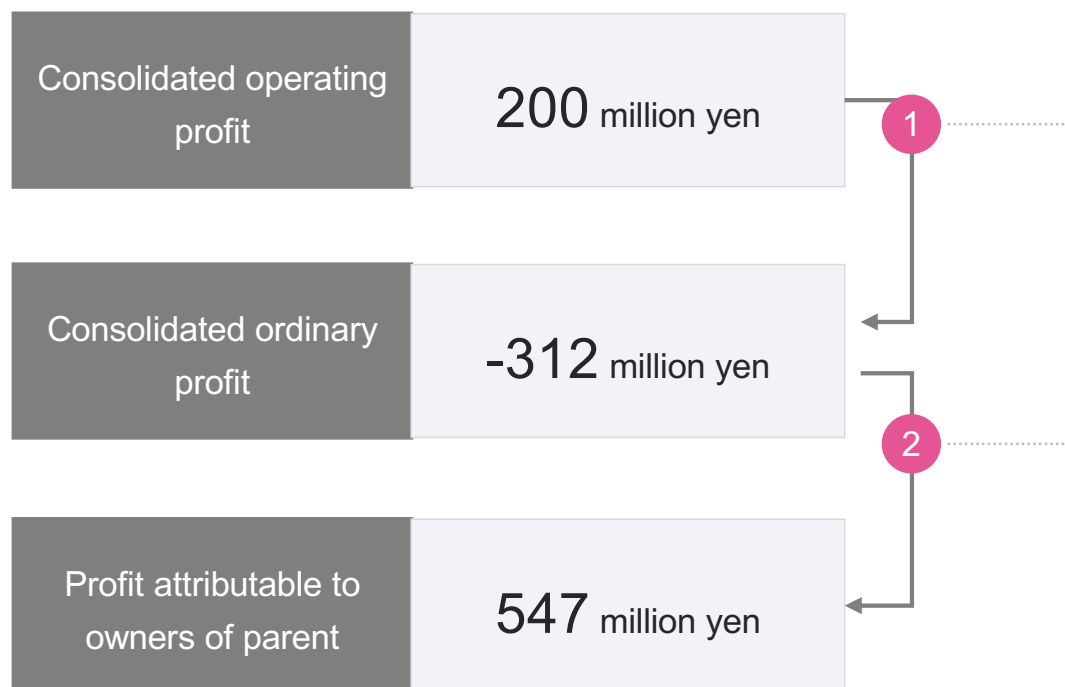 Consolidated operating
profit
200 million yen
1
Consolidated ordinary
profit
-312 million yen
2
Profit attributable to
owners of parent
547 million yen